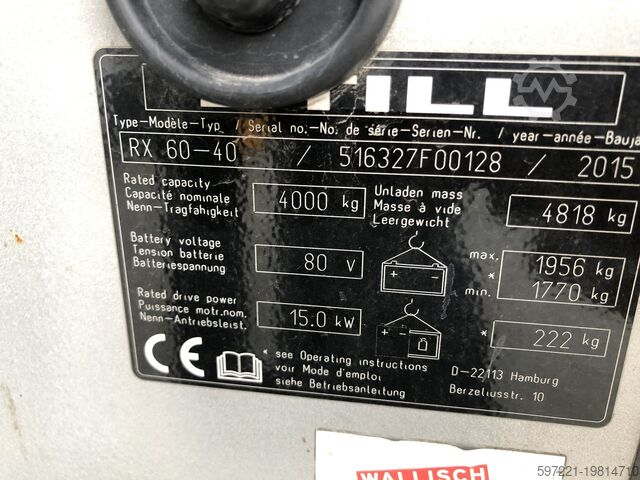 STILL
Type-Modèle-Typ / Serial no.-No. de série-Serien-Nr. / year-année-Bauja
RX 60-40 / 516327F00128 / 2015
Rated capacity
Capacité nominale
Nenn-Tragfähigkeit
4000 kg
Unladen mass
Masse à vide
Leergewicht
4818 kg
Battery voltage
Tension batterie
Batteriespannung
80 V
max. 1956 kg
*
min. 1770 kg
Rated drive power
Puissance motr.nom.
Nenn-Antriebsleist.
15.0 kW
* 222 kg
CE
* see Operating instructions
voir Mode d'emploi
siehe Betriebsanleitung
D-22113 Hamburg
Berzeliusstr. 10
WALLISCH
597221-19814710